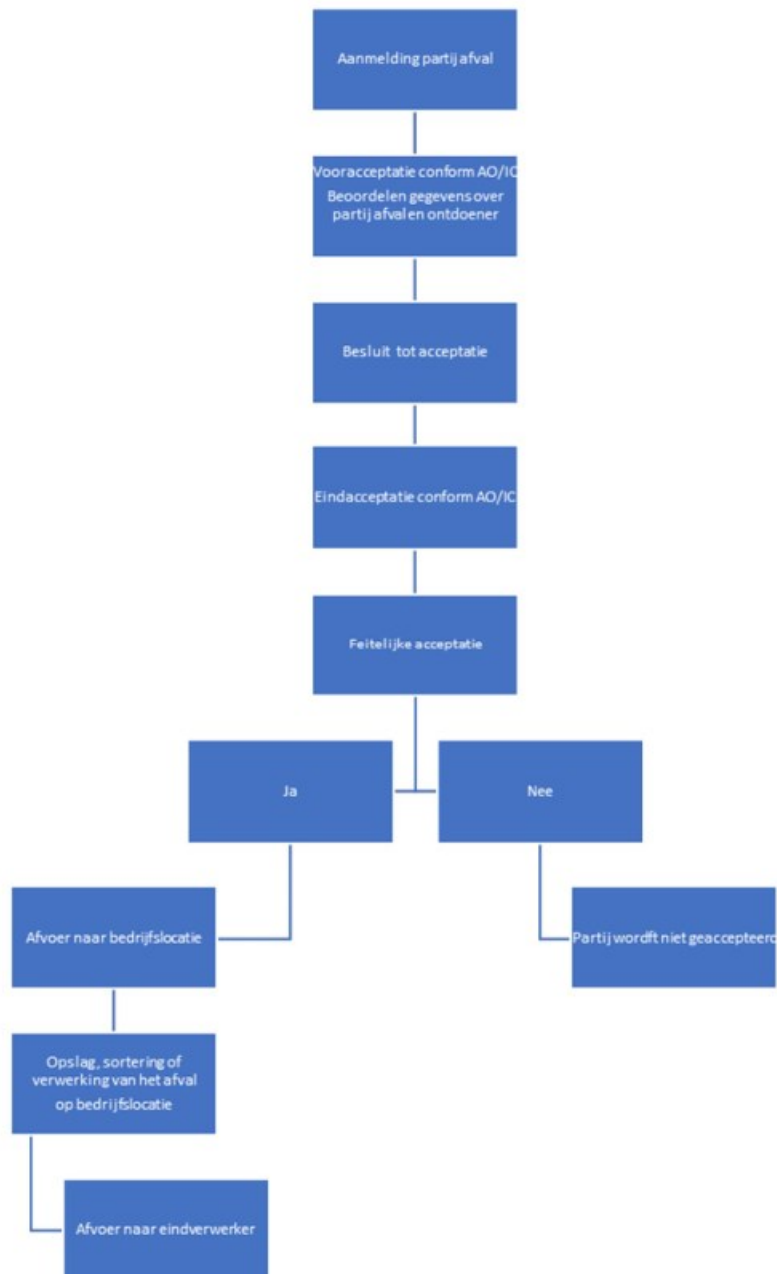 Aanmelding partij afval
Vooracceptatie conform AO/IC
Beoordelen gegevens over
partij afval en ontdoener
Besluit tot acceptatie
Eindacceptatie conform AO/IC
Feitelijke acceptatie
Ja
Nee
Afvoer naar bedrijfslocatie
Partij wordft niet geaccepteerd
Opslag, sortering of
verwerking van het afval
op bedrijfslocatie
Afvoer naar eindverwerker